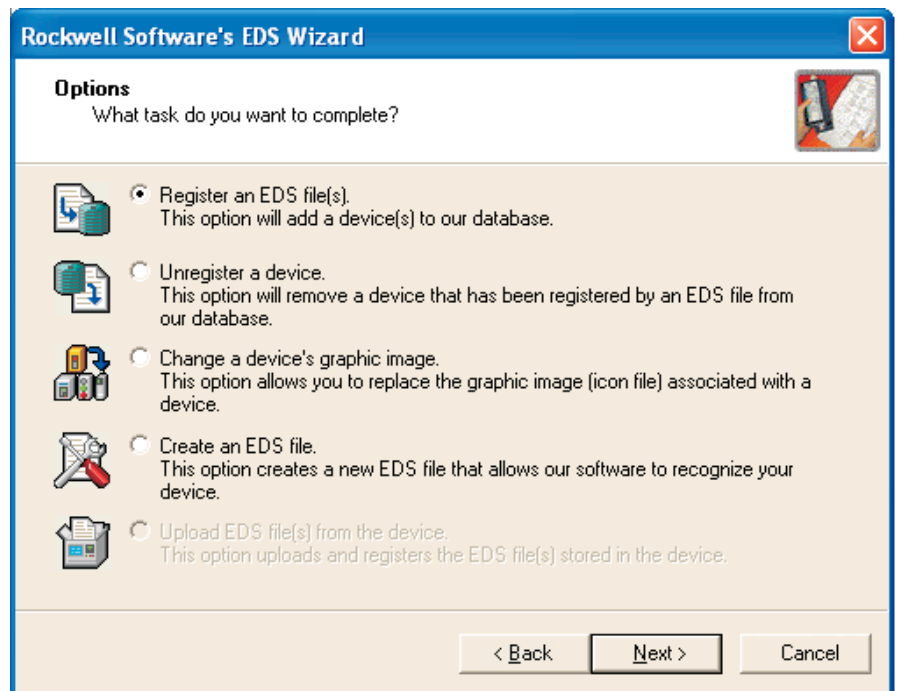 Rockwell Software's EDS Wizard
Options
What task do you want to complete?
Register an EDS file(s).
This option will add a device(s) to our database.
Unregister a device.
This option will remove a device that has been registered by an EDS file from
our database.
Change a device's graphic image.
This option allows you to replace the graphic image (icon file) associated with a
device.
Create an EDS file.
This option creates a new EDS file that allows our software to recognize your
device.
Upload EDS file(s) from the device.
This option uploads and registers the EDS file(s) stored in the device.
< Back Next > Cancel